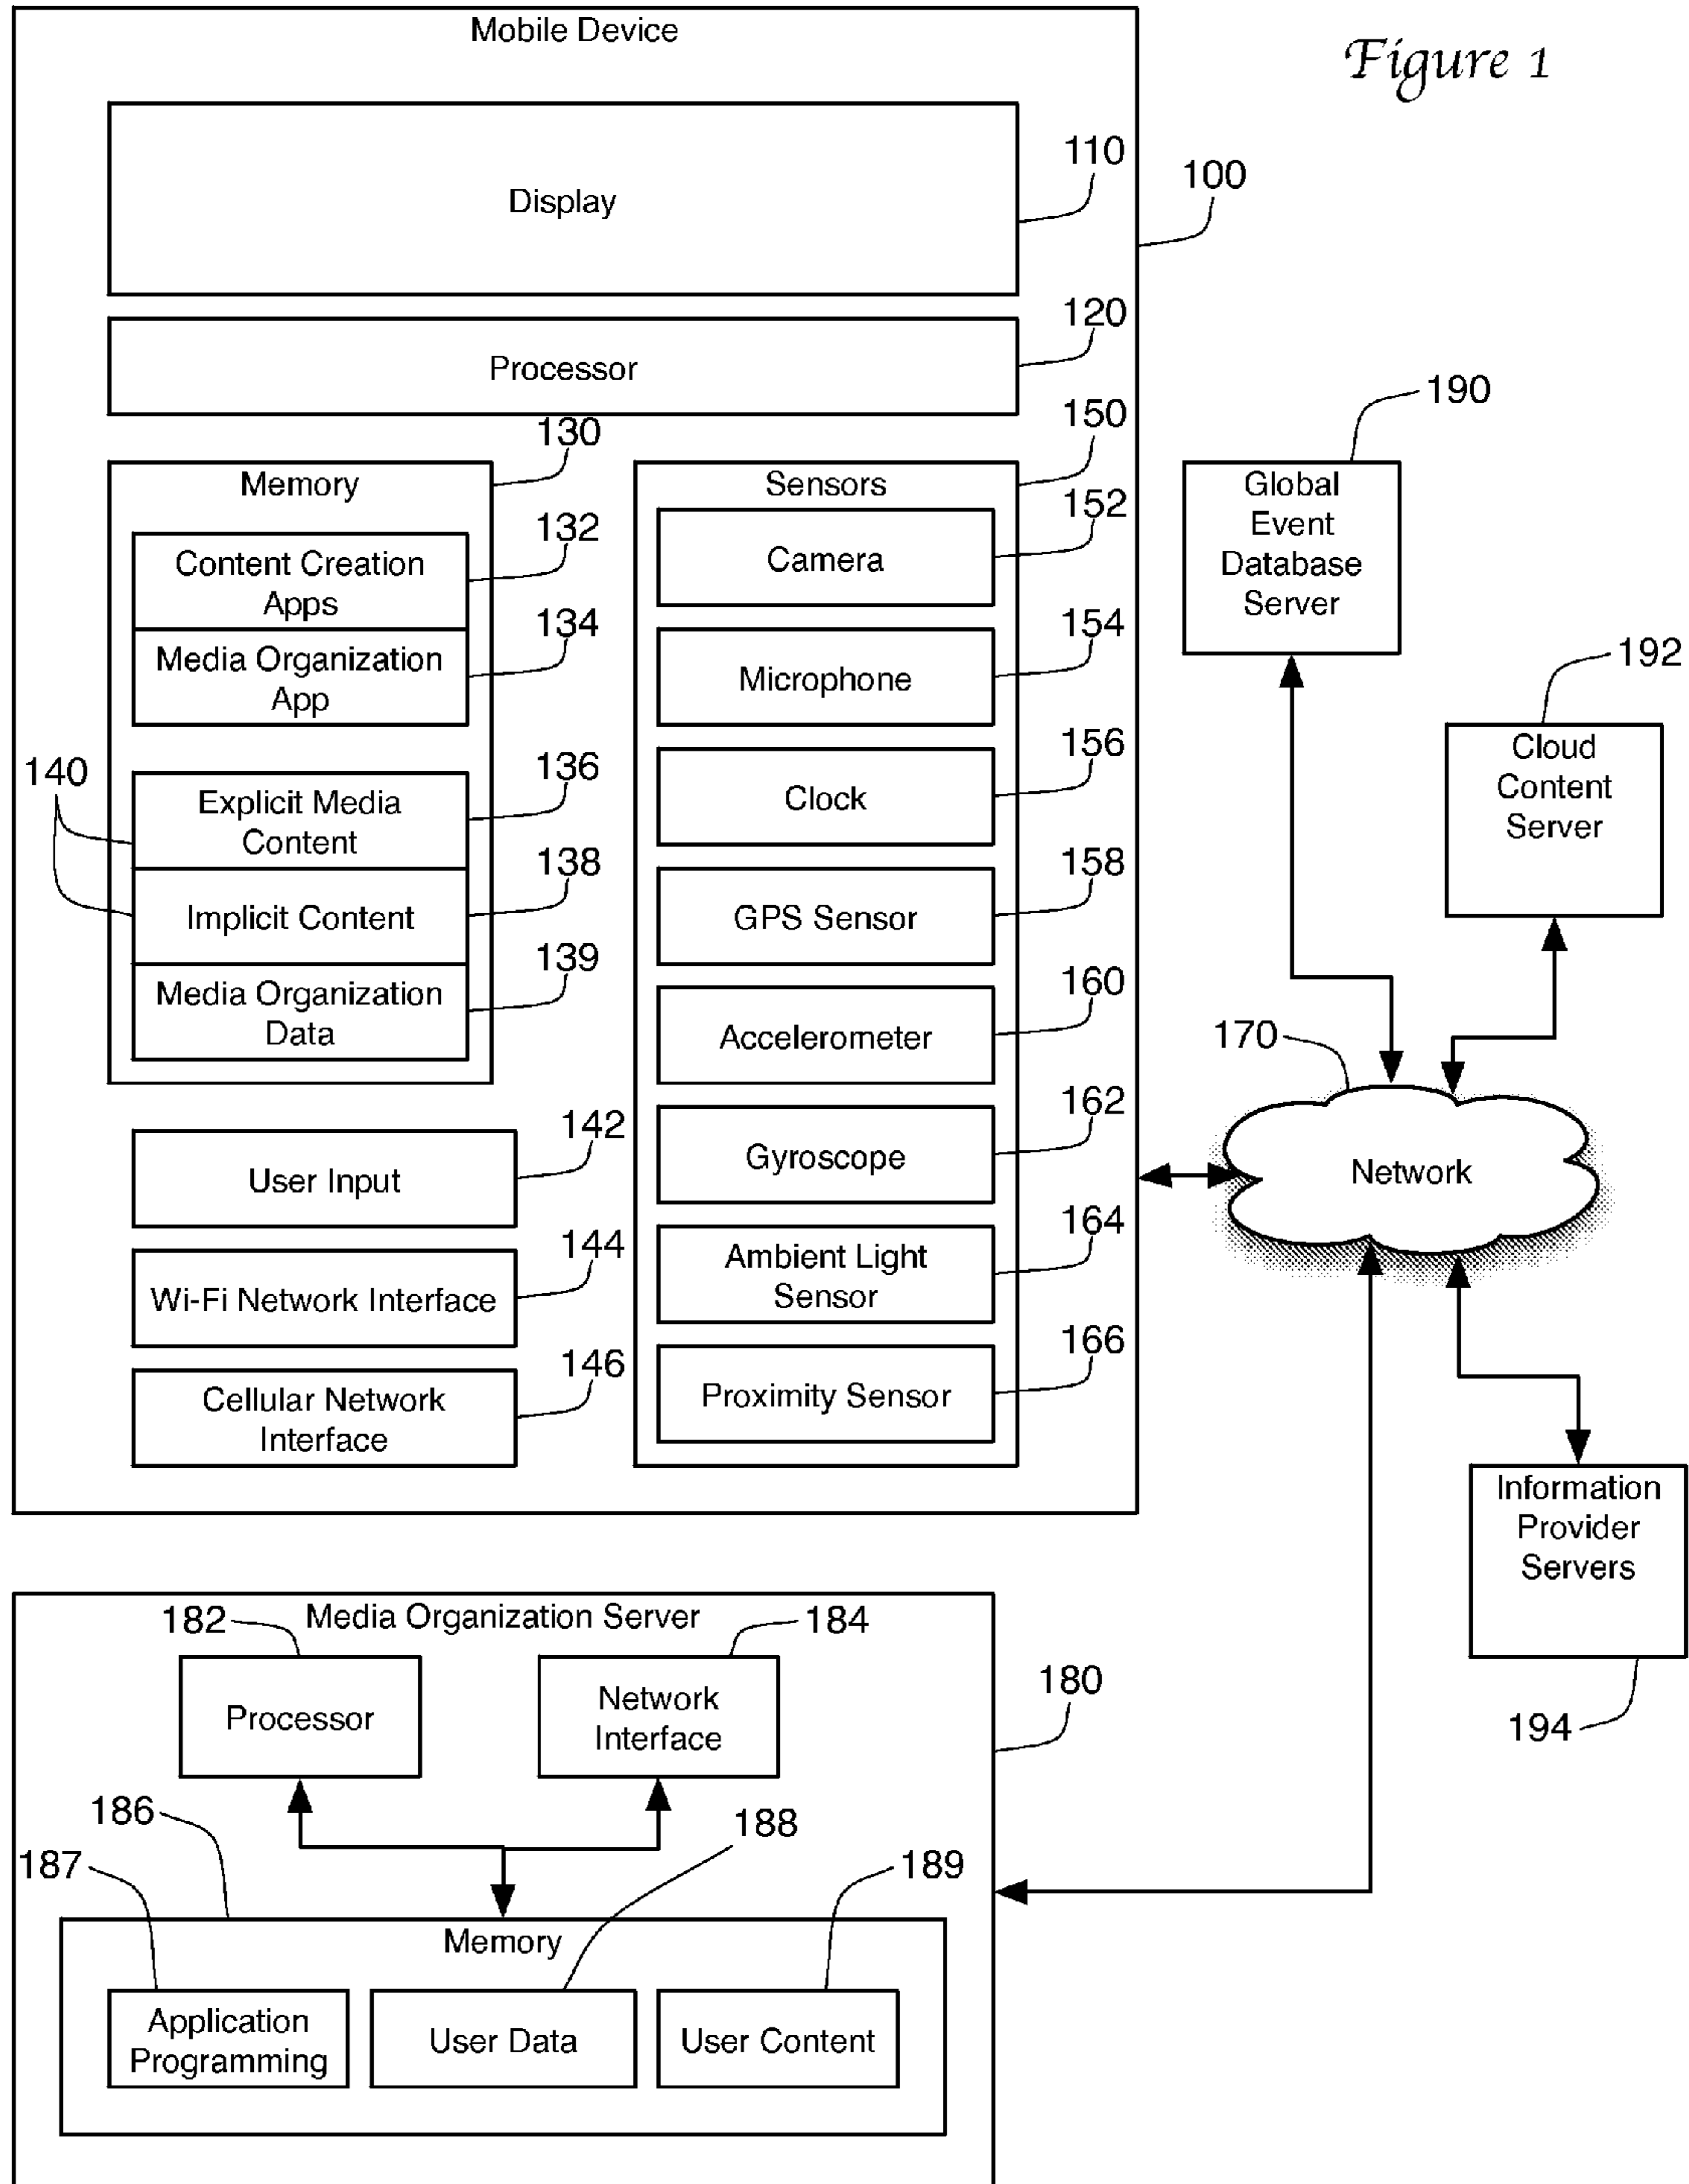 Mobile Device
Figure 1
Display
110
100
Processor
120
Memory
130
Content Creation
Apps
132
Media Organization
App
134
140
Explicit Media
Content
136
Implicit Content
138
Media Organization
Data
139
User Input
142
Wi-Fi Network Interface
144
Cellular Network
Interface
146
Sensors
150
Camera
152
Microphone
154
Clock
156
GPS Sensor
158
Accelerometer
160
Gyroscope
162
Ambient Light
Sensor
164
Proximity Sensor
166
190
Global
Event
Database
Server
192
Cloud
Content
Server
170
Network
Information
Provider
Servers
194
Media Organization Server
182
184
Processor
Network
Interface
180
186
188
187
189
Memory
Application
Programming
User Data
User Content